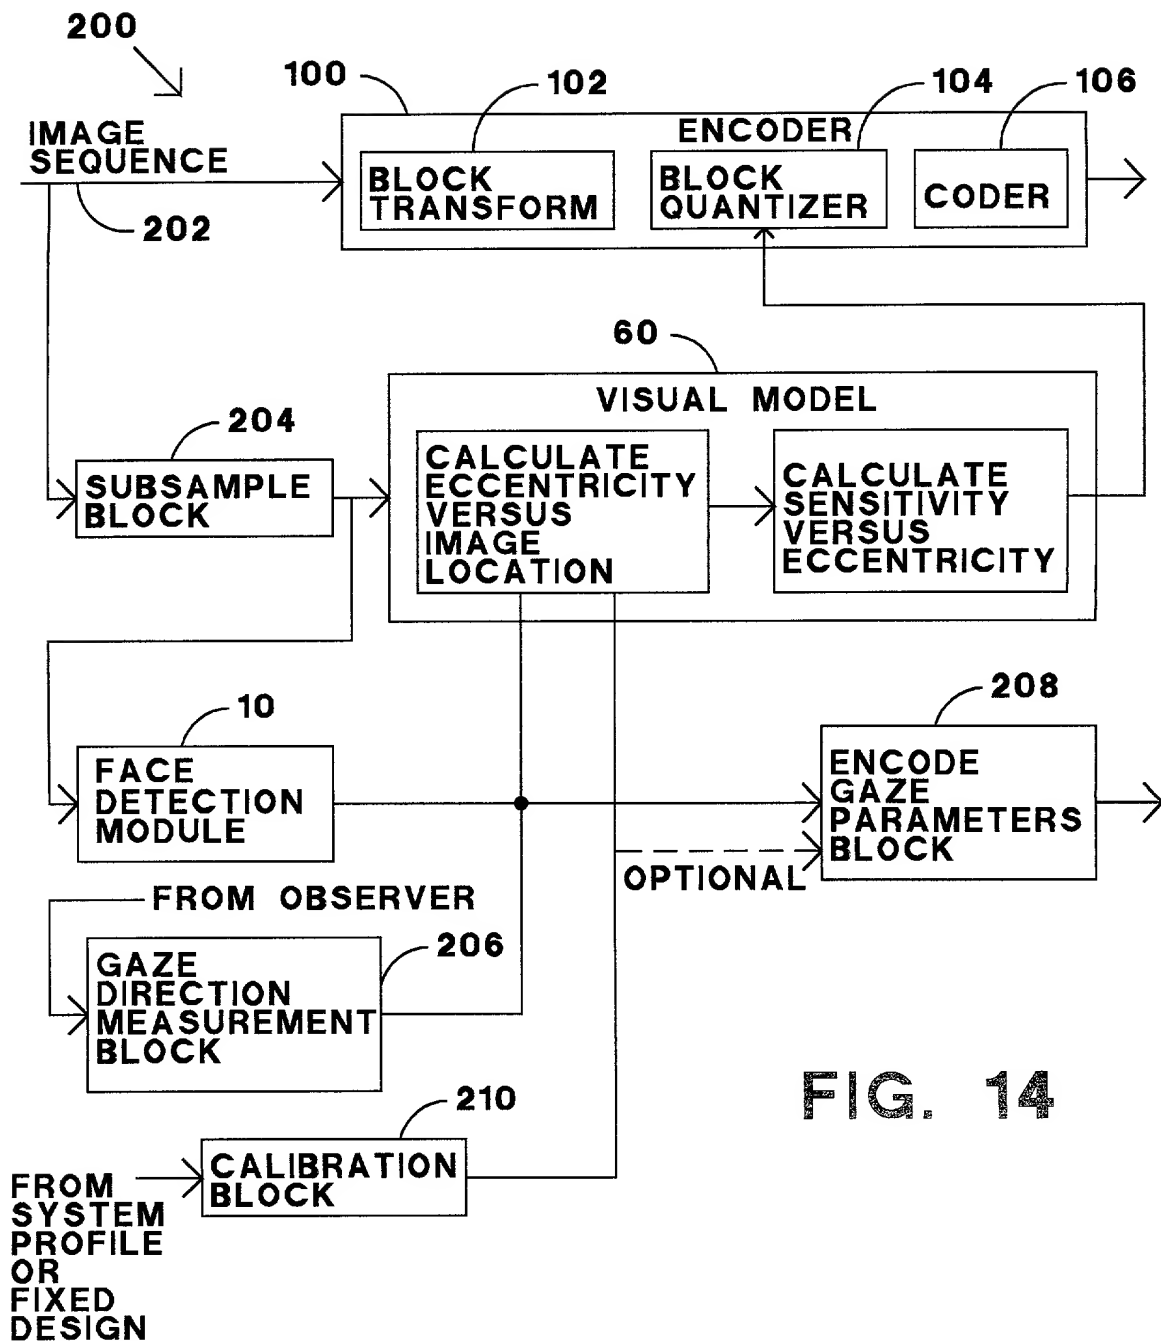 200
100
102
104
106
IMAGE
SEQUENCE
202
ENCODER
BLOCK
TRANSFORM
BLOCK
QUANTIZER
CODER
60
VISUAL MODEL
204
SUBSAMPLE
BLOCK
CALCULATE
ECCENTRICITY
VERSUS
IMAGE
LOCATION
CALCULATE
SENSITIVITY
VERSUS
ECCENTRICITY
10
FACE
DETECTION
MODULE
208
ENCODE
GAZE
PARAMETERS
BLOCK
OPTIONAL
FROM OBSERVER
206
GAZE
DIRECTION
MEASUREMENT
BLOCK
210
CALIBRATION
BLOCK
FROM
SYSTEM
PROFILE
OR
FIXED
DESIGN
FIG. 14